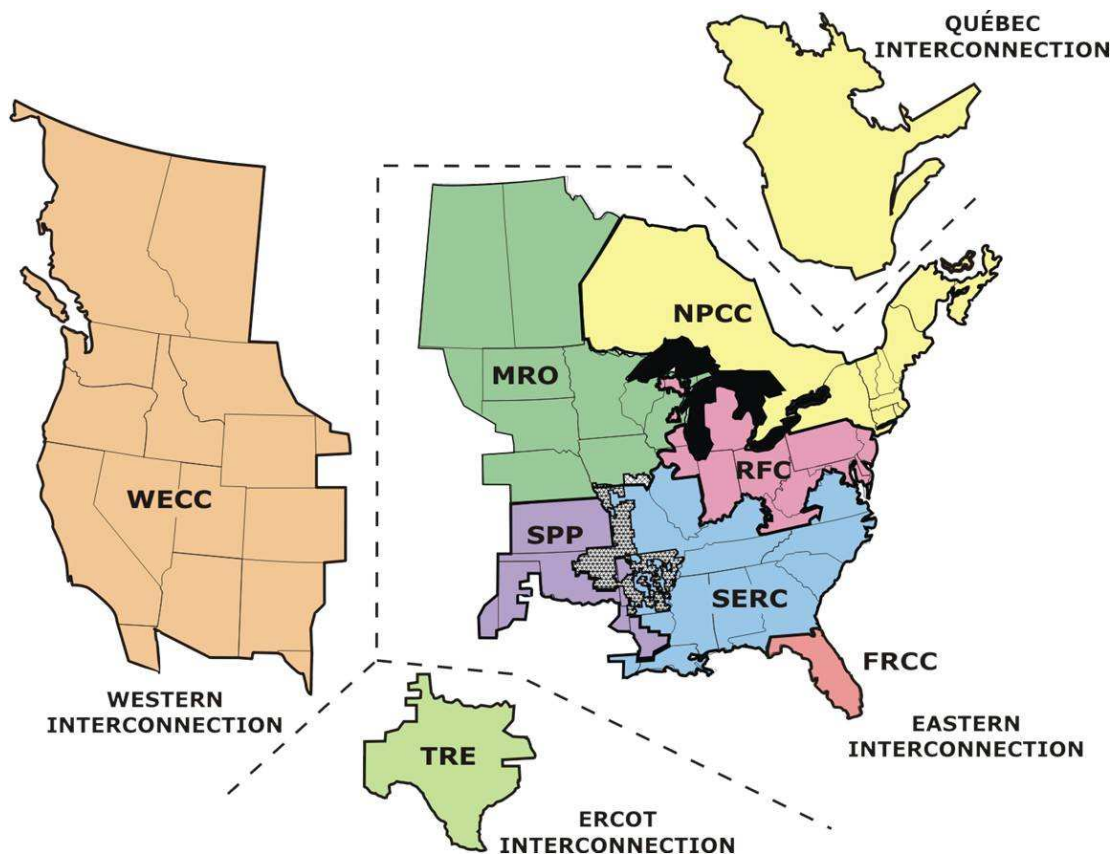 QUÉBEC
INTERCONNECTION
NPCC
MRO
RFC
WECC
SPP
SERC
FRCC
WESTERN
INTERCONNECTION
EASTERN
INTERCONNECTION
TRE
ERCOT
INTERCONNECTION